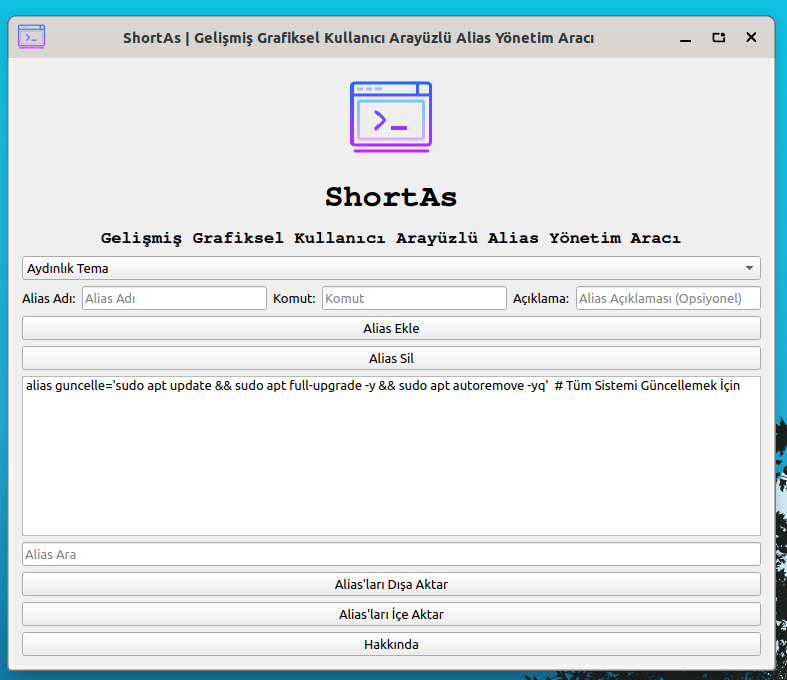 ShortAs | Gelişmiş Grafiksel Kullanıcı Arayüzlü Alias Yönetim Aracı
ShortAs
Gelişmiş Grafiksel Kullanıcı Arayüzlü Alias Yönetim Aracı
Aydınlık Tema
Alias Adı: Alias Adı Komut: Komut Açıklama: Alias Açıklaması (Opsiyonel)
Alias Ekle
Alias Sil
alias guncelle='sudo apt update && sudo apt full-upgrade -y && sudo apt autoremove -yq'  # Tüm Sistemi Güncellemek İçin
Alias Ara
Alias'ları Dışa Aktar
Alias'ları İçe Aktar
Hakkında